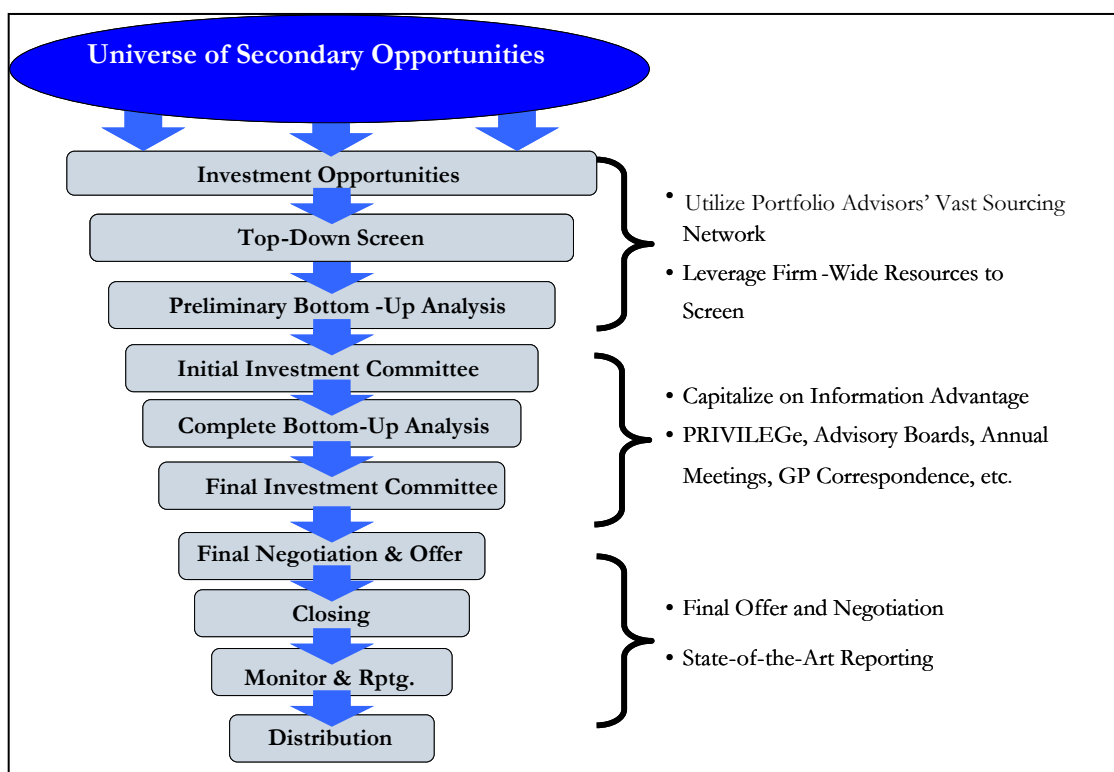 Universe of Secondary Opportunities
Investment Opportunities
Top-Down Screen
Preliminary Bottom -Up Analysis
Initial Investment Committee
Complete Bottom-Up Analysis
Final Investment Committee
Final Negotiation & Offer
Closing
Monitor & Rptg.
Distribution
• Utilize Portfolio Advisors’ Vast Sourcing
Network
• Leverage Firm -Wide Resources to
Screen
• Capitalize on Information Advantage
• PRIVILEGe, Advisory Boards, Annual
Meetings, GP Correspondence, etc.
• Final Offer and Negotiation
• State-of-the-Art Reporting